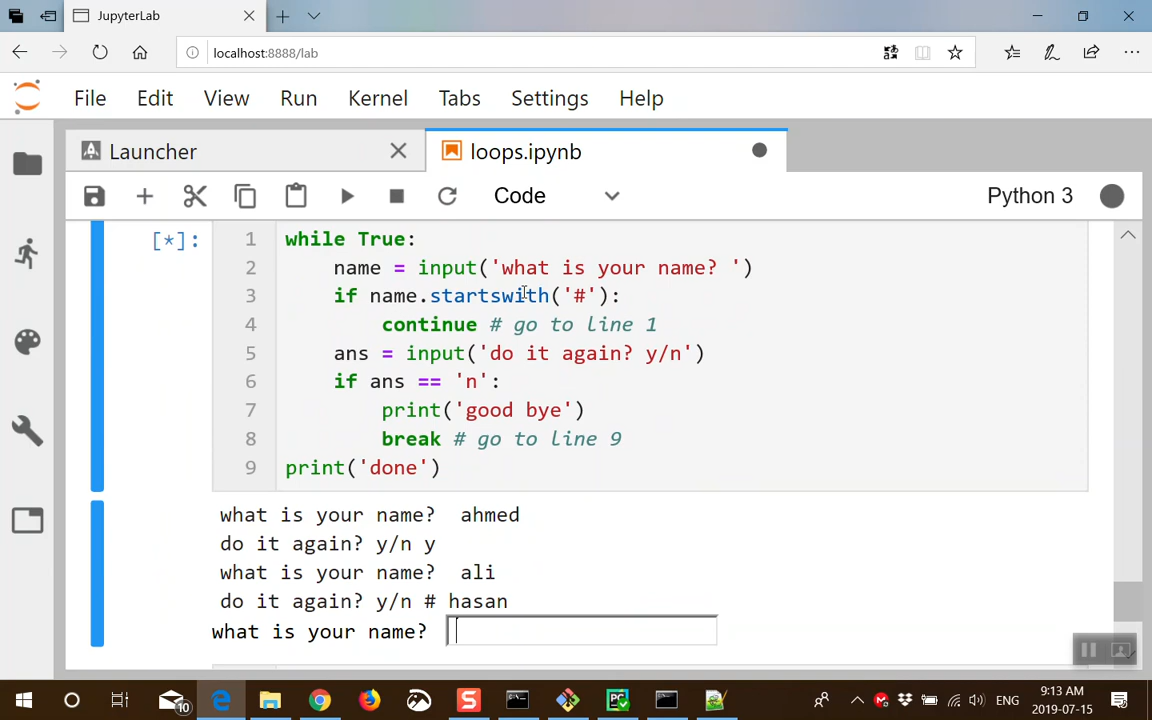 JupyterLab
localhost:8888/lab
File Edit View Run Kernel Tabs Settings Help
Launcher
loops.ipynb
Code
Python 3
[*]:
1 while True:
2 name = input('what is your name? ')
3 if name.startswith('#'):
4 continue # go to line 1
5 ans = input('do it again? y/n')
6 if ans == 'n':
7 print('good bye')
8 break # go to line 9
9 print('done')
what is your name? ahmed
do it again? y/n y
what is your name? ali
do it again? y/n # hasan
what is your name?
10
ENG
9:13 AM
2019-07-15